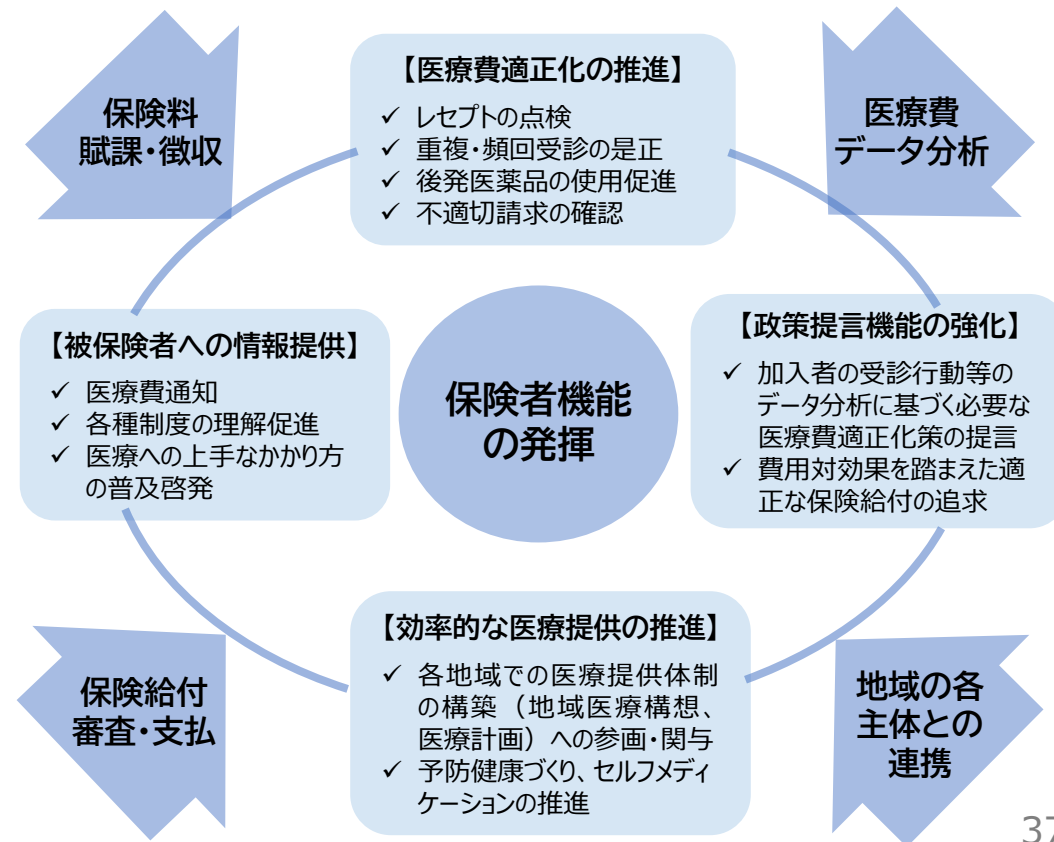 保険料
賦課・徴収
【医療費適正化の推進】
✓ レセプトの点検
✓ 重複・頻回受診の是正
✓ 後発医薬品の使用促進
✓ 不適切請求の確認
医療費
データ分析
【被保険者への情報提供】
✓ 医療費通知
✓ 各種制度の理解促進
✓ 医療への上手なかかり方
の普及啓発
保険者機能
の発揮
【政策提言機能の強化】
✓ 加入者の受診行動等の
データ分析に基づく必要な
医療費適正化策の提言
✓ 費用対効果を踏まえた適
正な保険給付の追求
保険給付
審査・支払
【効率的な医療提供の推進】
✓ 各地域での医療提供体制
の構築（地域医療構想、
医療計画）への参画・関与
✓ 予防健康づくり、セルフメディ
ケーションの推進
地域の各
主体との
連携
37